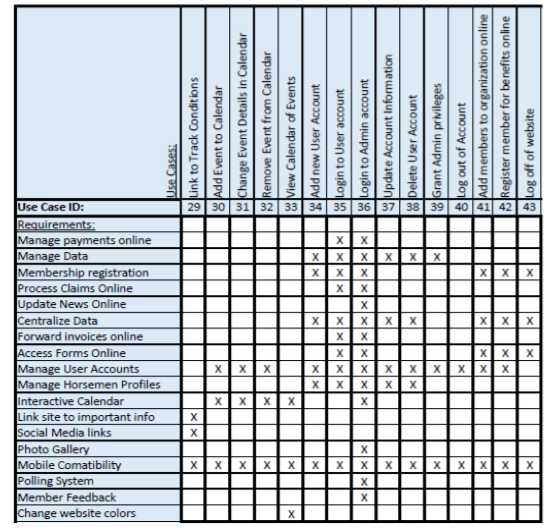 Use Cases:
Link to Track Conditions
Add Event to Calendar
Change Event Details in Calendar
Remove Event from Calendar
View Calendar of Events
Add new User Account
Login to User account
Login to Admin account
Update Account Information
Delete User Account
Grant Admin privileges
Log out of Account
Add members to organization online
Register member for benefits online
Log off of website
Use Case ID: 29 30 31 32 33 34 35 36 37 38 39 40 41 42 43
Requirements:
Manage payments online X X
Manage Data X X X X X X
Membership registration X X X X X X
Process Claims Online X X
Update News Online X
Centralize Data X X X X X X X X
Forward invoices online X X
Access Forms Online X X X X X
Manage User Accounts X X X X X X X X X X X X
Manage Horsemen Profiles X X X X X
Interactive Calendar X X X X X
Link site to important info X
Social Media links X
Photo Gallery X
Mobile Comatibility X X X X X X X X X X X X X X X
Polling System X
Member Feedback X
Change website colors X